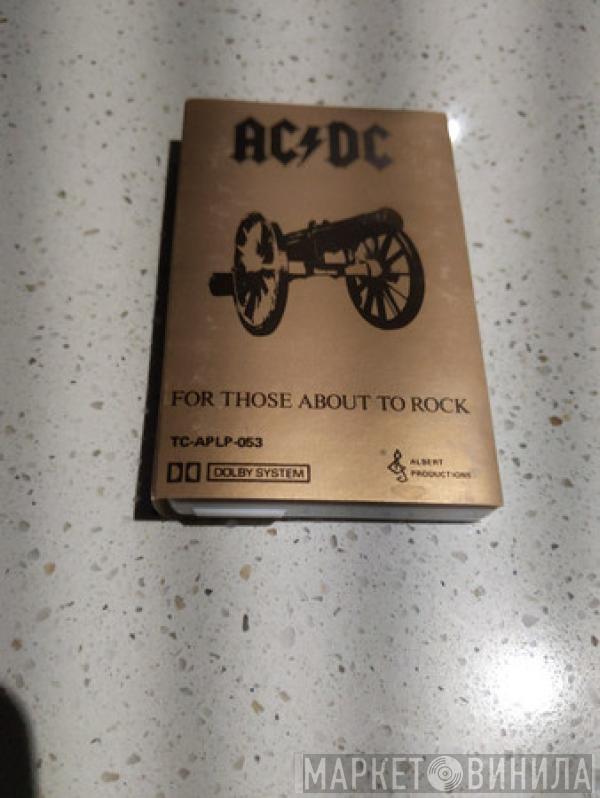 AC⚡DC
FOR THOSE ABOUT TO ROCK
TC-APLP-053
DOLBY SYSTEM
ALBERT
PRODUCTIONS
МАРКЕТ ВИНИЛА